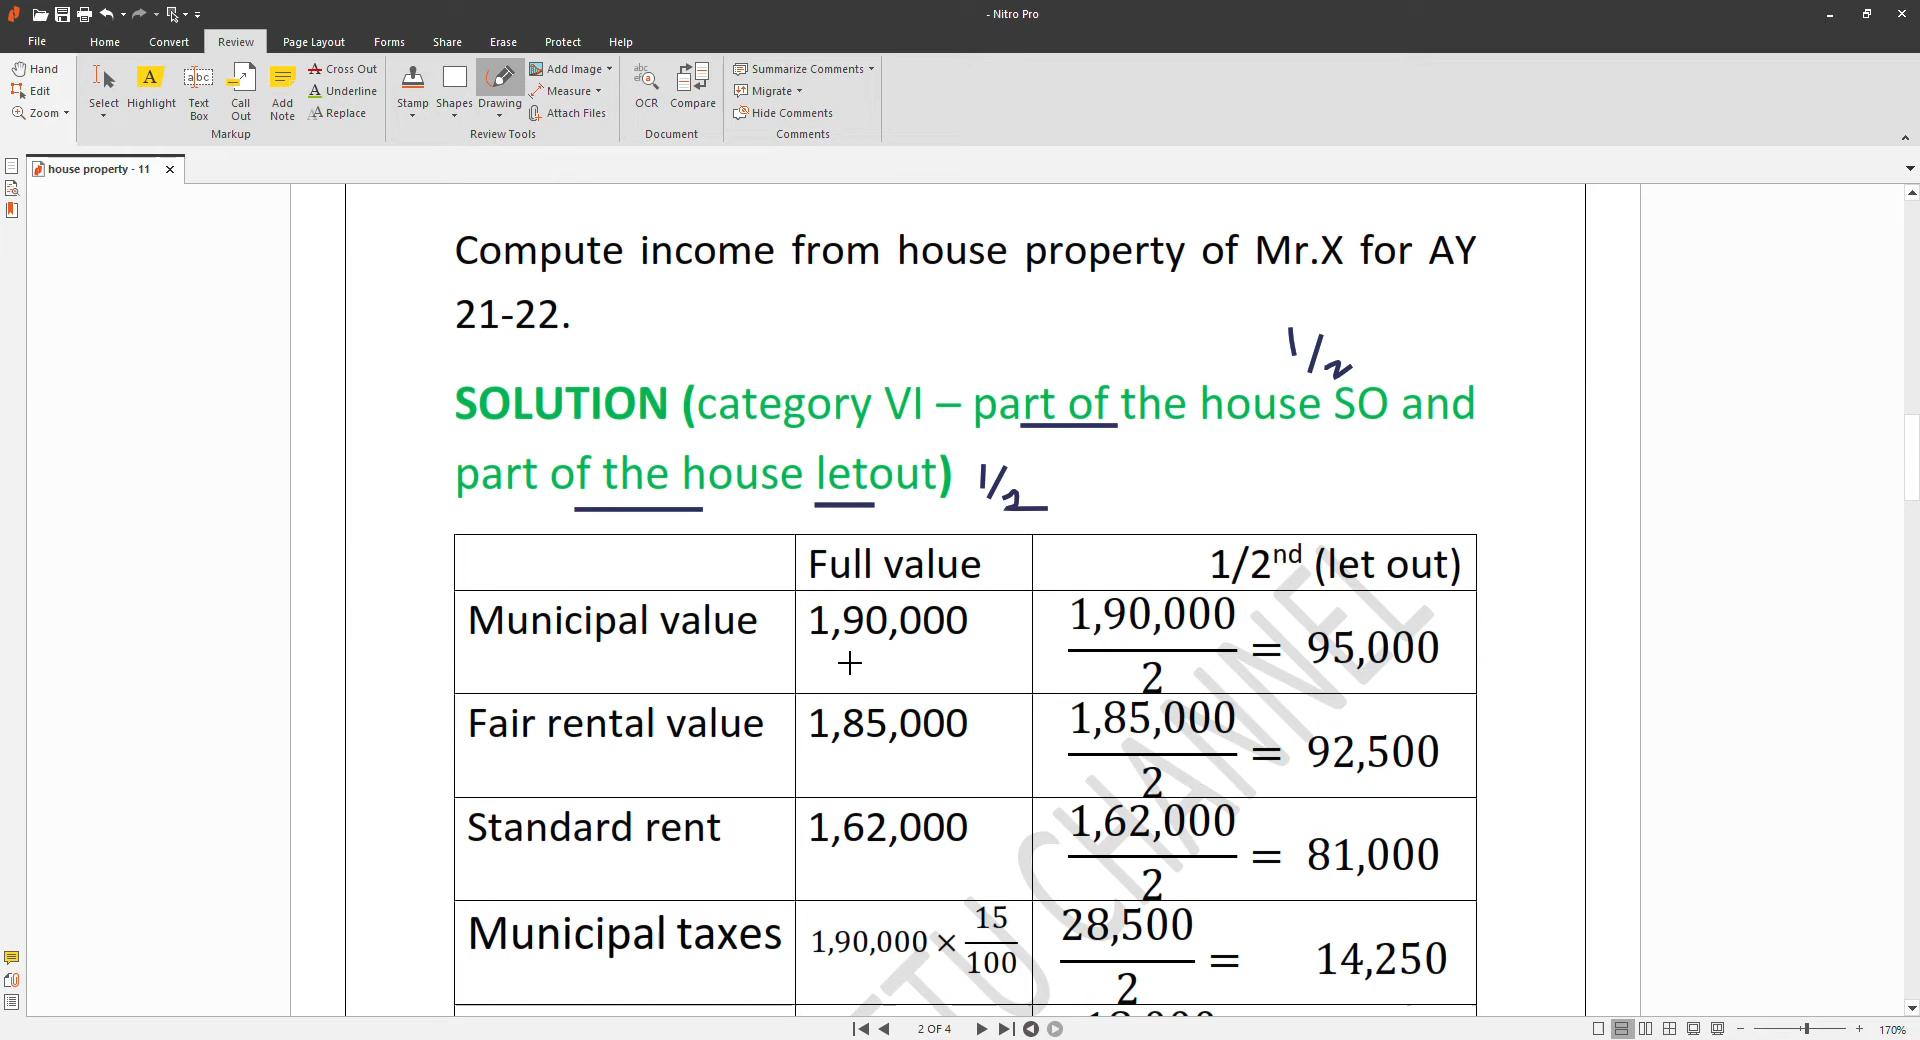 - Nitro Pro
File Home Convert Review Page Layout Forms Share Erase Protect Help
Hand
Edit
Zoom
Select
Highlight
Text Box
Call Out
Add Note
Cross Out
Underline
Replace
Markup
Stamp
Shapes
Drawing
Add Image
Measure
Attach Files
Review Tools
OCR
Compare
Document
Summarize Comments
Migrate
Hide Comments
Comments
house property - 11
Compute income from house property of Mr.X for AY
21-22.
1/2
SOLUTION (category VI – part of the house SO and
part of the house letout) 1/2
Full value 1/2nd (let out)
Municipal value 1,90,000 1,90,000/2 = 95,000
Fair rental value 1,85,000 1,85,000/2 = 92,500
Standard rent 1,62,000 1,62,000/2 = 81,000
Municipal taxes 1,90,000 × 15/100 28,500/2 = 14,250
TU CHANNEL
2 OF 4
170%